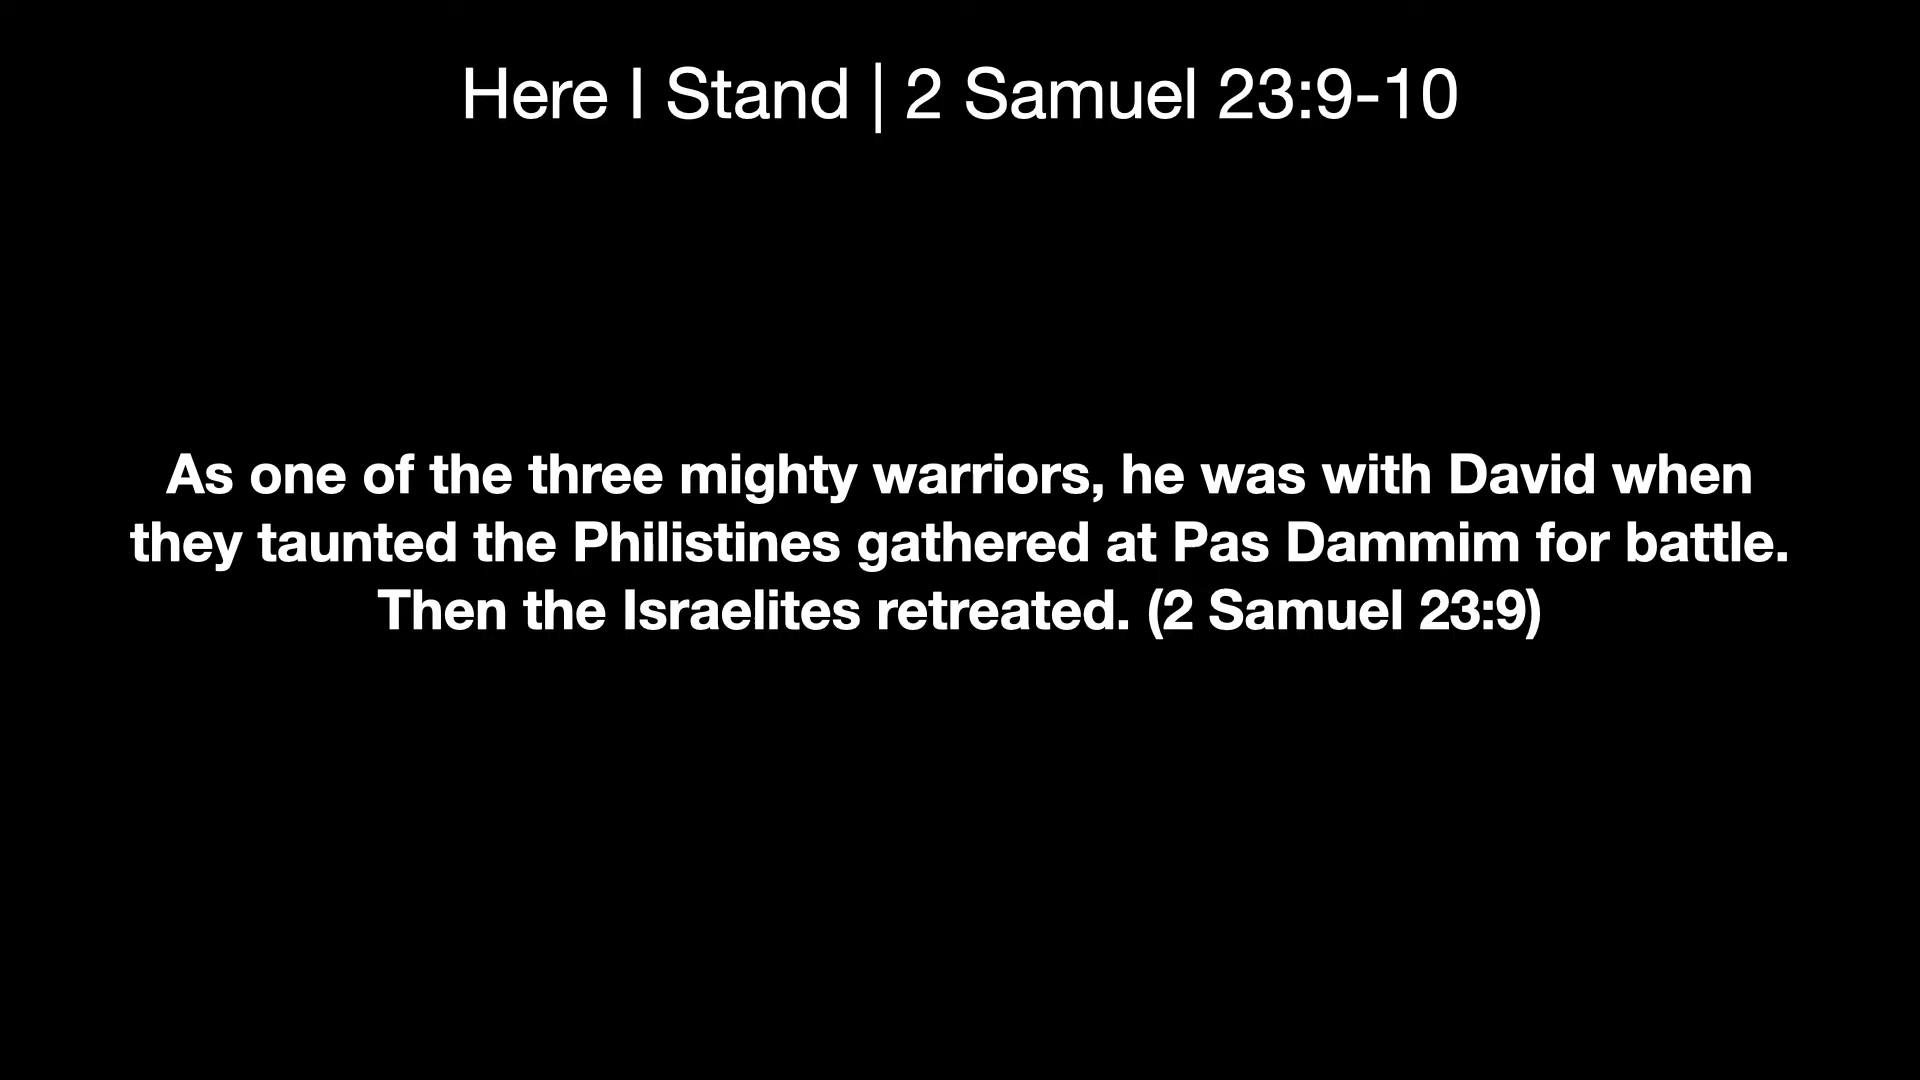 Here I Stand | 2 Samuel 23:9-10
As one of the three mighty warriors, he was with David when
they taunted the Philistines gathered at Pas Dammim for battle.
Then the Israelites retreated. (2 Samuel 23:9)